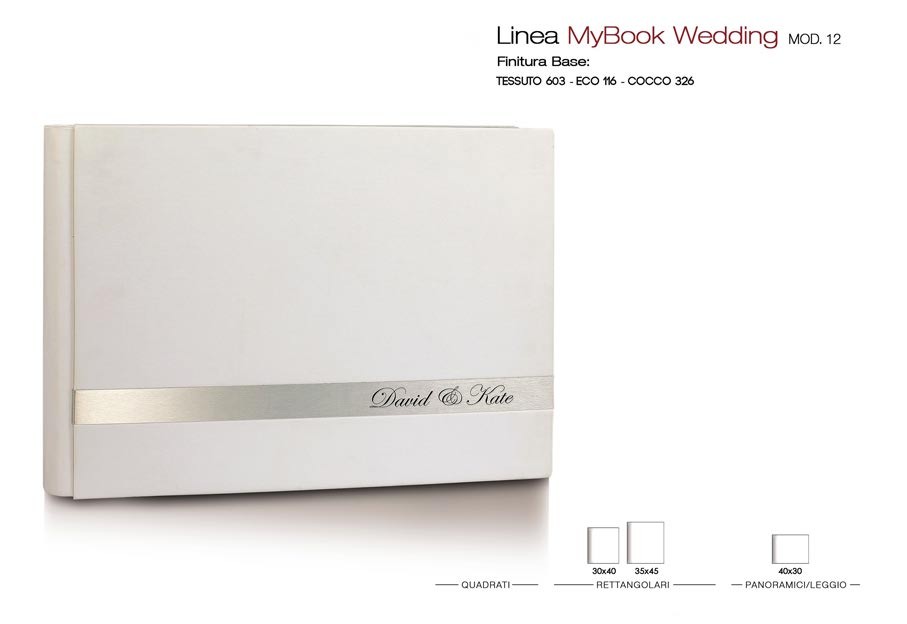 Linea MyBook Wedding MOD. 12
Finitura Base:
TESSUTO 603 - ECO 116 - COCCO 326
David & Kate
30x40 35x45 40x30
QUADRATI RETTANGOLARI PANORAMICI/LEGGIO